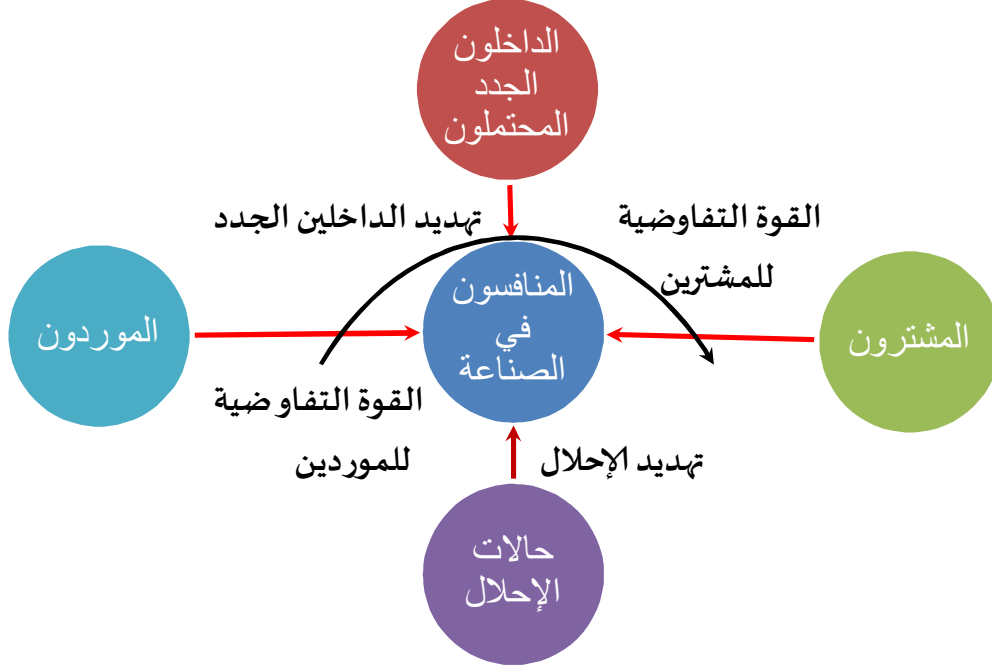 الداخلون
الجدد
المحتملون
القوة التفاوضية
للمشترين
تهديد الداخلين الجدد
المشترون
المنافسون
في
الصناعة
الموردون
القوة التفاوضية
للموردين
تهديد الإحلال
حالات
الإحلال